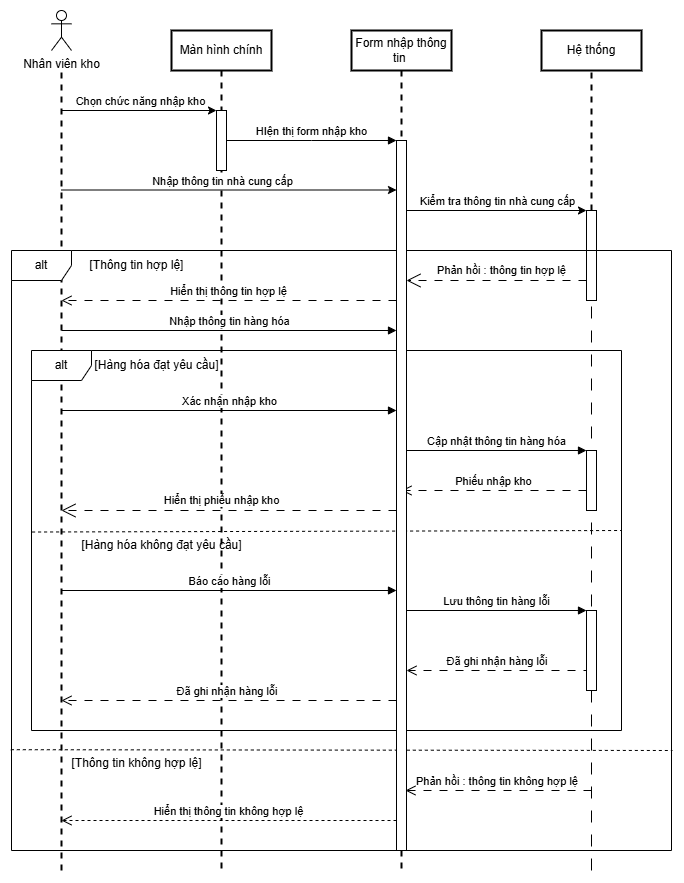 Nhân viên kho
Màn hình chính
Form nhập thông
tin
Hệ thống
Chọn chức năng nhập kho
HIện thị form nhập kho
Nhập thông tin nhà cung cấp
Kiểm tra thông tin nhà cung cấp
alt
[Thông tin hợp lệ]
Phản hồi : thông tin hợp lệ
Hiển thị thông tin hợp lệ
Nhập thông tin hàng hóa
alt
[Hàng hóa đạt yêu cầu]
Xác nhận nhập kho
Cập nhật thông tin hàng hóa
Phiếu nhập kho
Hiển thị phiếu nhập kho
[Hàng hóa không đạt yêu cầu]
Báo cáo hàng lỗi
Lưu thông tin hàng lỗi
Đã ghi nhận hàng lỗi
Đã ghi nhận hàng lỗi
[Thông tin không hợp lệ]
Phản hồi : thông tin không hợp lệ
Hiển thị thông tin không hợp lệ